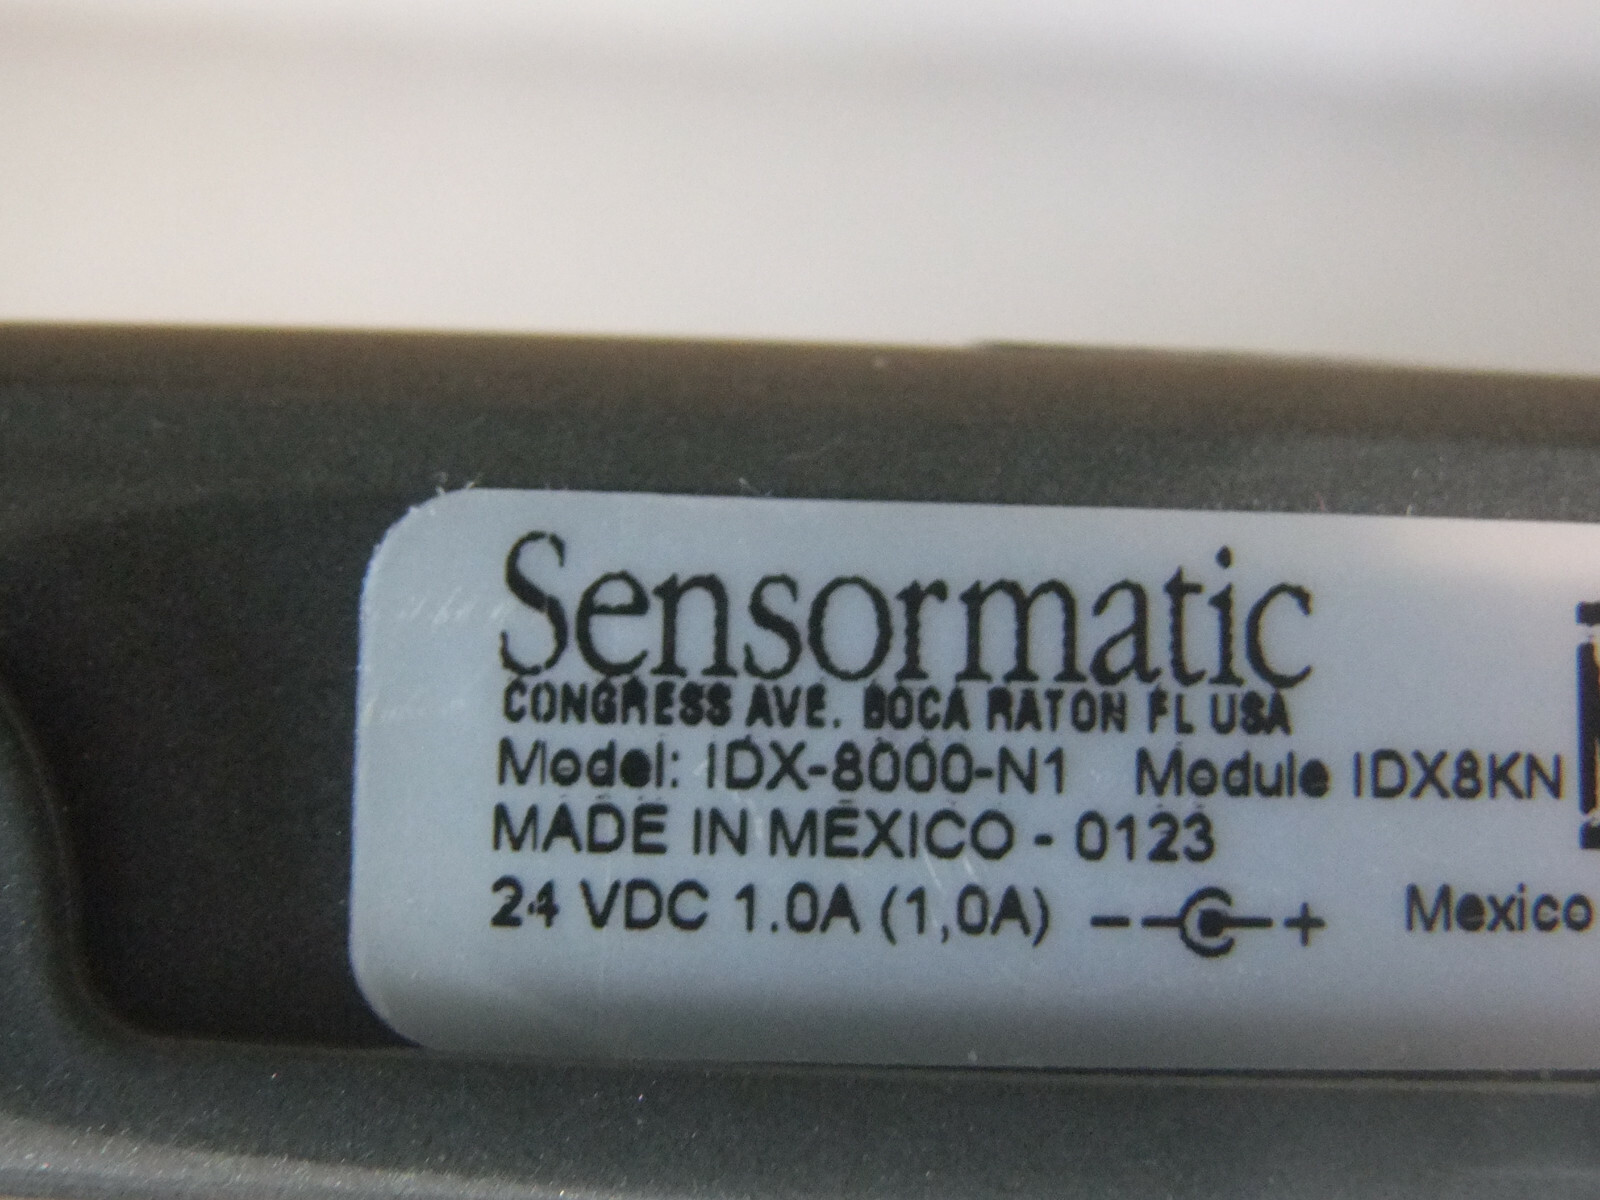 Sensormatic
CONGRESS AVE. BOCA RATON FL USA
Model: IDX-8000-N1 Module IDX8KN
MADE IN MEXICO - 0123
24 VDC 1.0A (1,0A) - + Mexico